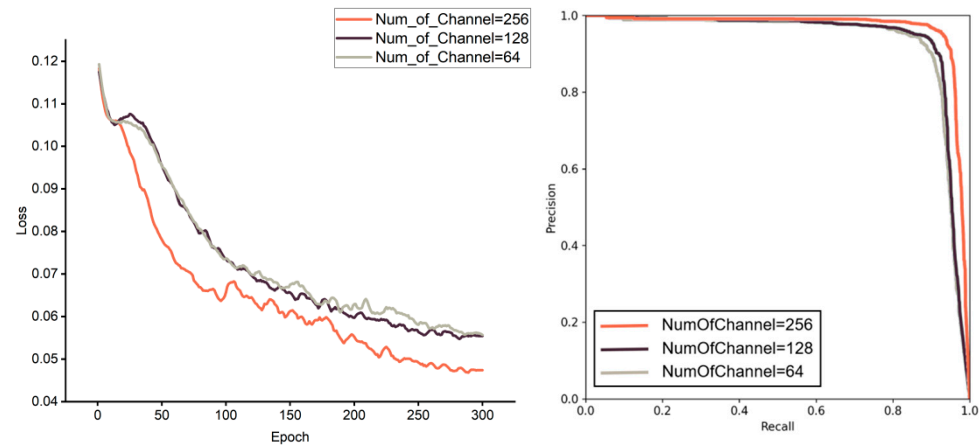 Num_of_Channel=256
Num_of_Channel=128
Num_of_Channel=64
0.12
0.11
0.10
0.09
0.08
0.07
0.06
0.05
0.04
Loss
0 50 100 150 200 250 300
Epoch
1.0
0.8
0.6
0.4
0.2
0.0
Precision
NumOfChannel=256
NumOfChannel=128
NumOfChannel=64
0.0 0.2 0.4 0.6 0.8 1.0
Recall